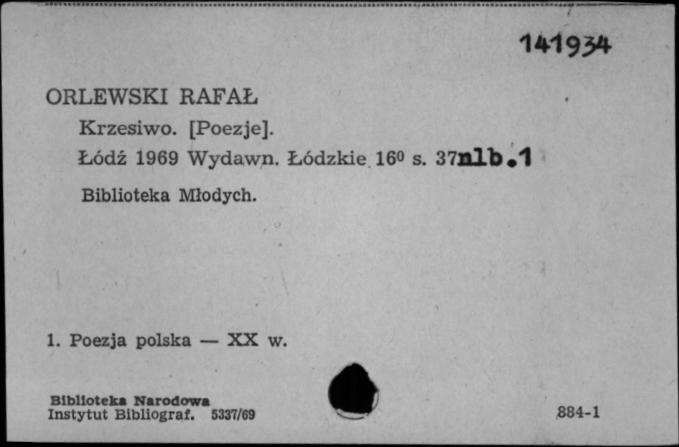 141934
ORLEWSKI RAFAŁ
Krzesiwo. [Poezje].
Łódź 1969 Wydawn. Łódzkie 16⁰ s. 37nlb.1
Biblioteka Młodych.
1. Poezja polska — XX w.
Biblioteka Narodowa
Instytut Bibliograf. 5337/69
884-1